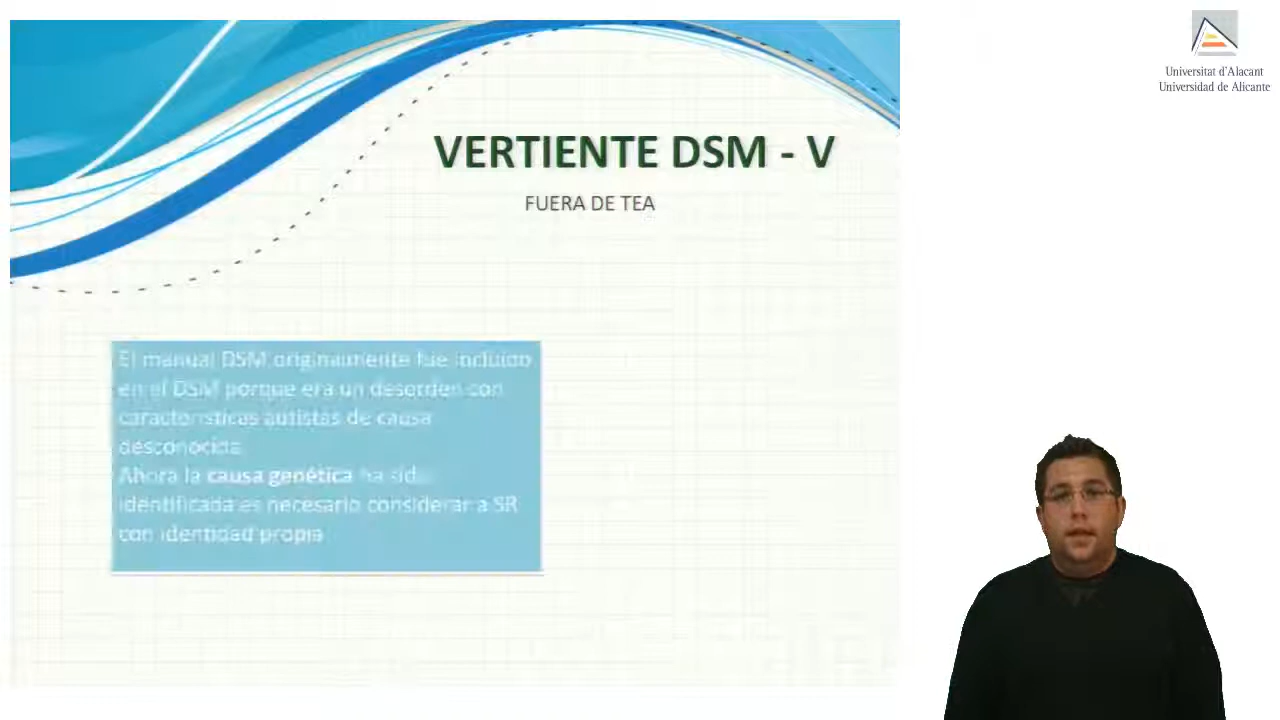 Universitat d'Alacant
Universidad de Alicante
VERTIENTE DSM - V
FUERA DE TEA
El manual DSM originalmente fue incluido
en el DSM porque era un desorden con
características autistas de causa
desconocida
Ahora la causa genética ha
identificada es necesario considerar a SR
con identidad propia